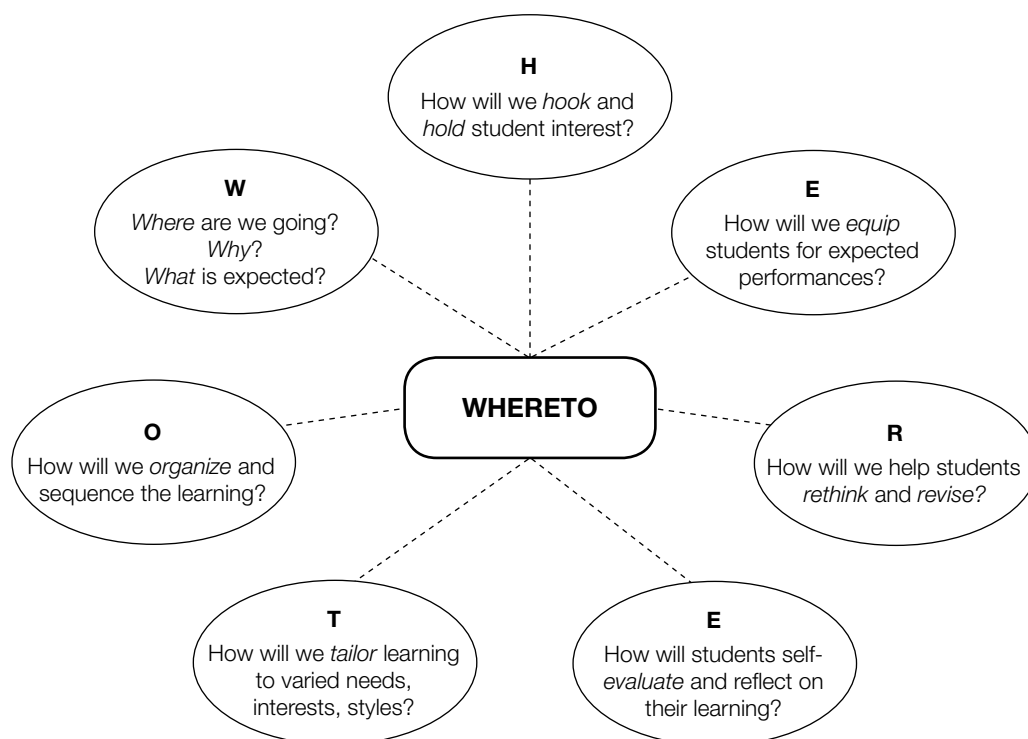 H
How will we hook and
hold student interest?
W
Where are we going?
Why?
What is expected?
E
How will we equip
students for expected
performances?
WHERETO
O
How will we organize and
sequence the learning?
R
How will we help students
rethink and revise?
T
How will we tailor learning
to varied needs,
interests, styles?
E
How will students self-
evaluate and reflect on
their learning?